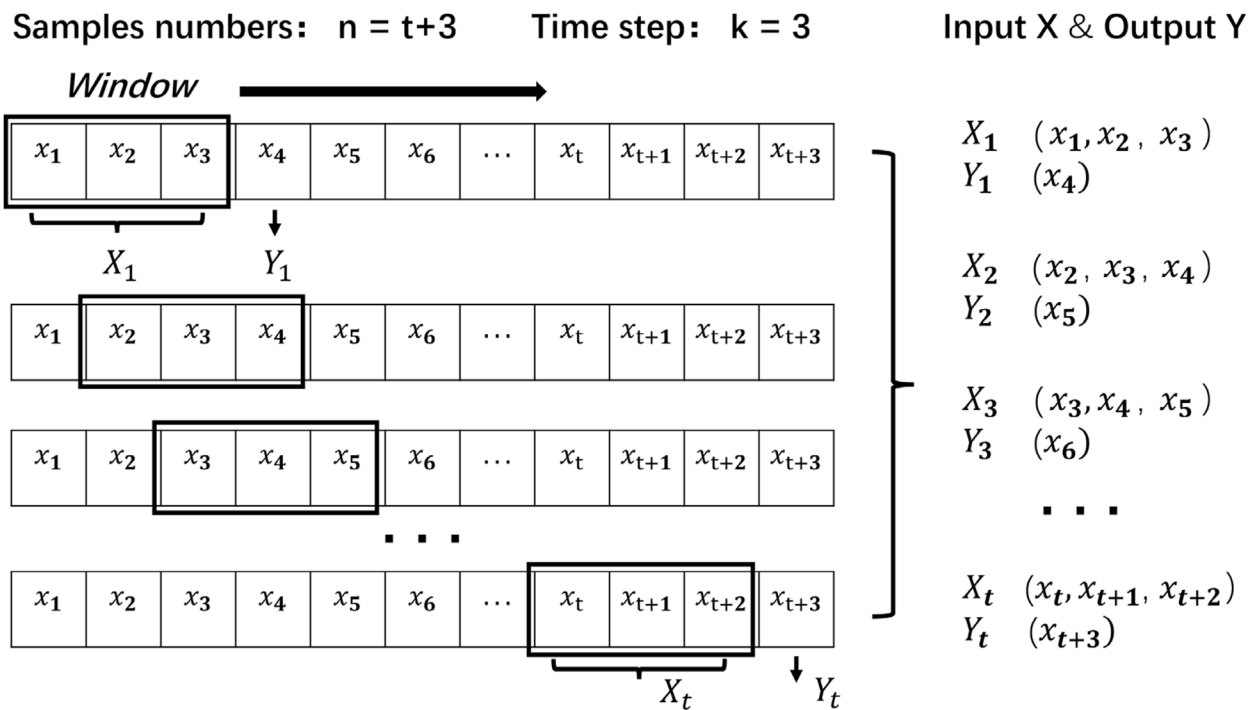 Samples numbers： n = t+3 Time step： k = 3 Input X & Output Y
Window
x₁ x₂ x₃ x₄ x₅ x₆ … xₜ xₜ₊₁ xₜ₊₂ xₜ₊₃
X₁ Y₁
x₁ x₂ x₃ x₄ x₅ x₆ … xₜ xₜ₊₁ xₜ₊₂ xₜ₊₃
x₁ x₂ x₃ x₄ x₅ x₆ … xₜ xₜ₊₁ xₜ₊₂ xₜ₊₃
. . .
x₁ x₂ x₃ x₄ x₅ x₆ … xₜ xₜ₊₁ xₜ₊₂ xₜ₊₃
Xₜ Yₜ
X₁ (x₁, x₂, x₃)
Y₁ (x₄)
X₂ (x₂, x₃, x₄)
Y₂ (x₅)
X₃ (x₃, x₄, x₅)
Y₃ (x₆)
. . .
Xₜ (xₜ, xₜ₊₁, xₜ₊₂)
Yₜ (xₜ₊₃)